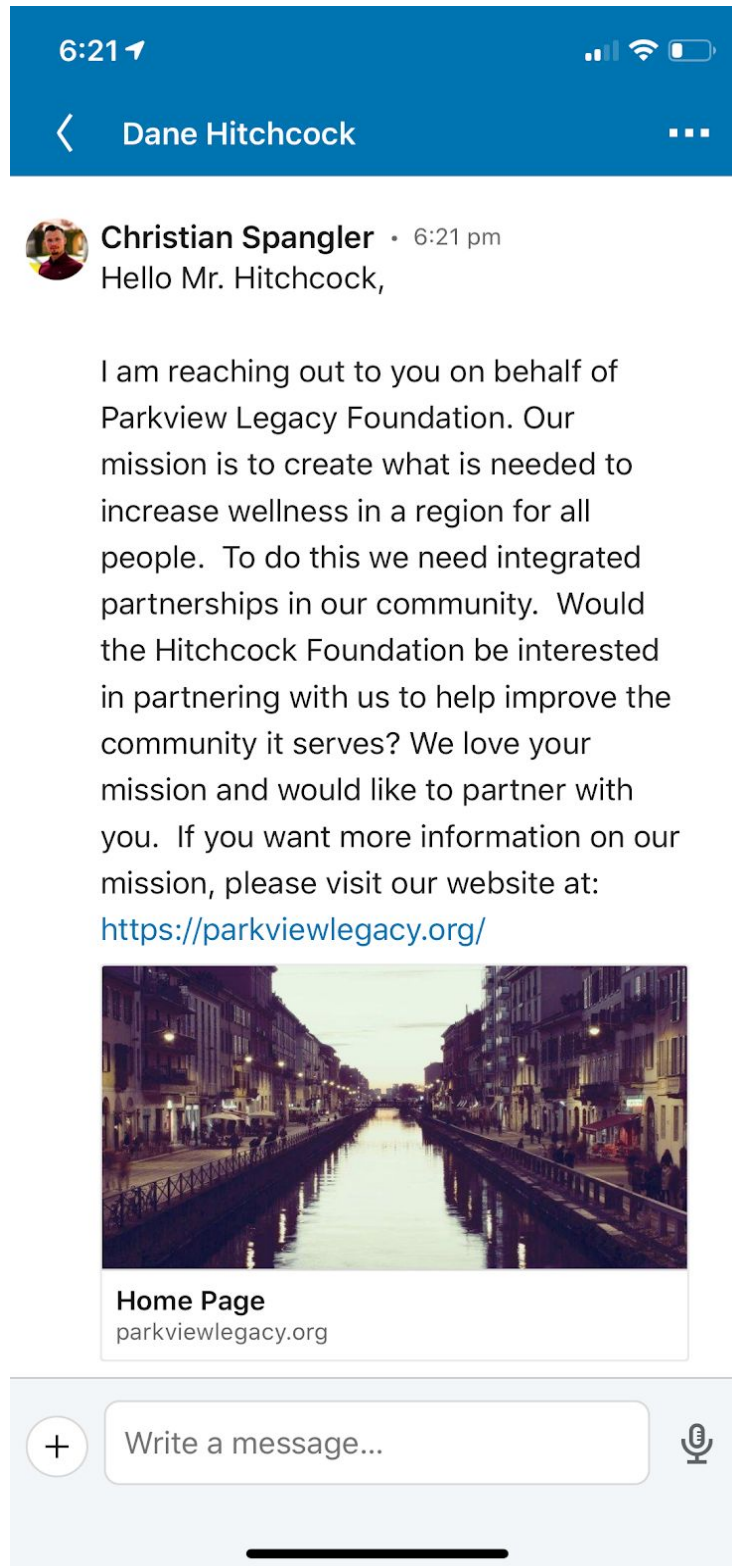 6:21
Dane Hitchcock
Christian Spangler • 6:21 pm
Hello Mr. Hitchcock,
I am reaching out to you on behalf of
Parkview Legacy Foundation. Our
mission is to create what is needed to
increase wellness in a region for all
people.  To do this we need integrated
partnerships in our community.  Would
the Hitchcock Foundation be interested
in partnering with us to help improve the
community it serves? We love your
mission and would like to partner with
you.  If you want more information on our
mission, please visit our website at:
https://parkviewlegacy.org/
Home Page
parkviewlegacy.org
Write a message...